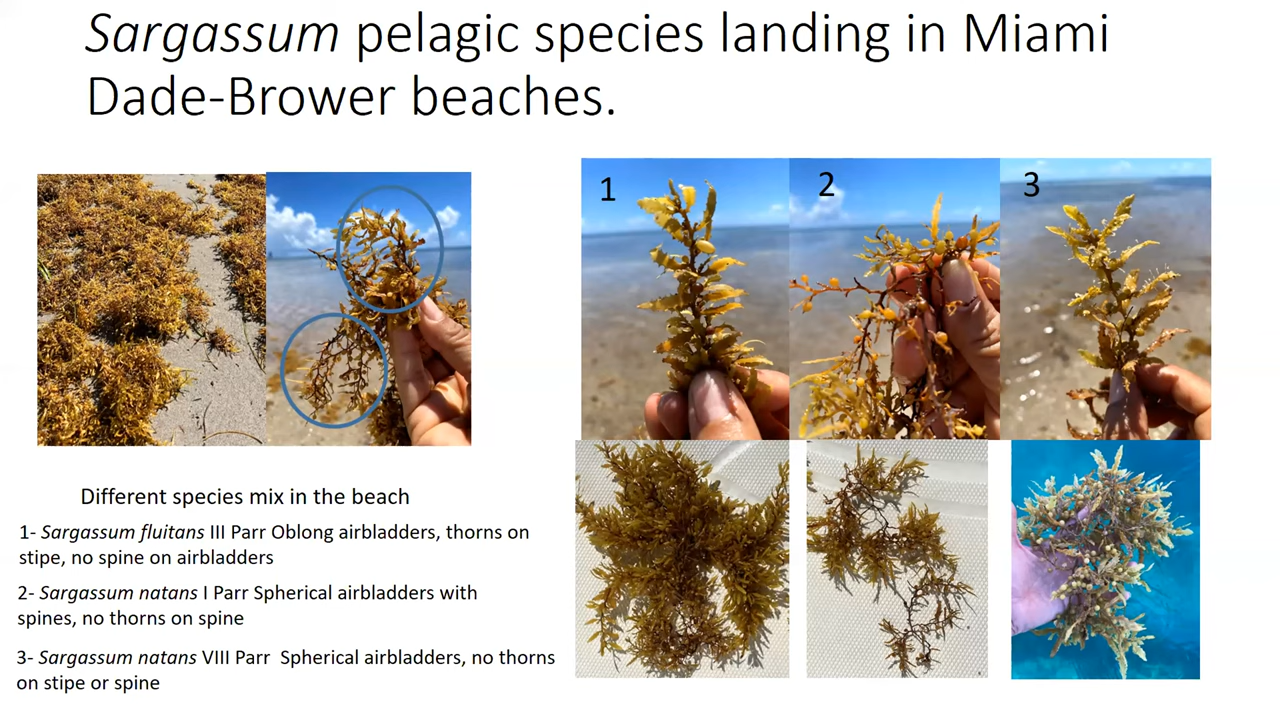 Sargassum pelagic species landing in Miami
Dade-Brower beaches.
1
2
3
Different species mix in the beach
1- Sargassum fluitans III Parr Oblong airbladders, thorns on
stipe, no spine on airbladders
2- Sargassum natans I Parr Spherical airbladders with
spines, no thorns on spine
3- Sargassum natans VIII Parr  Spherical airbladders, no thorns
on stipe or spine